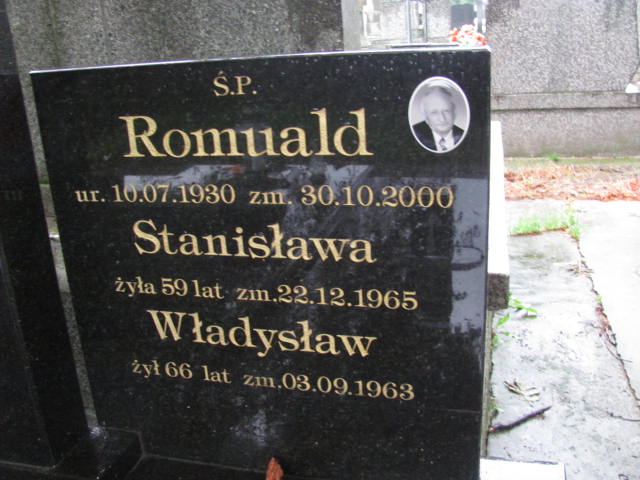 Ś.P.
Romuald
ur. 10.07.1930 zm. 30.10.2000
Stanisława
żyła 59 lat zm.22.12.1965
Władysław
żył 66 lat zm.03.09.1963